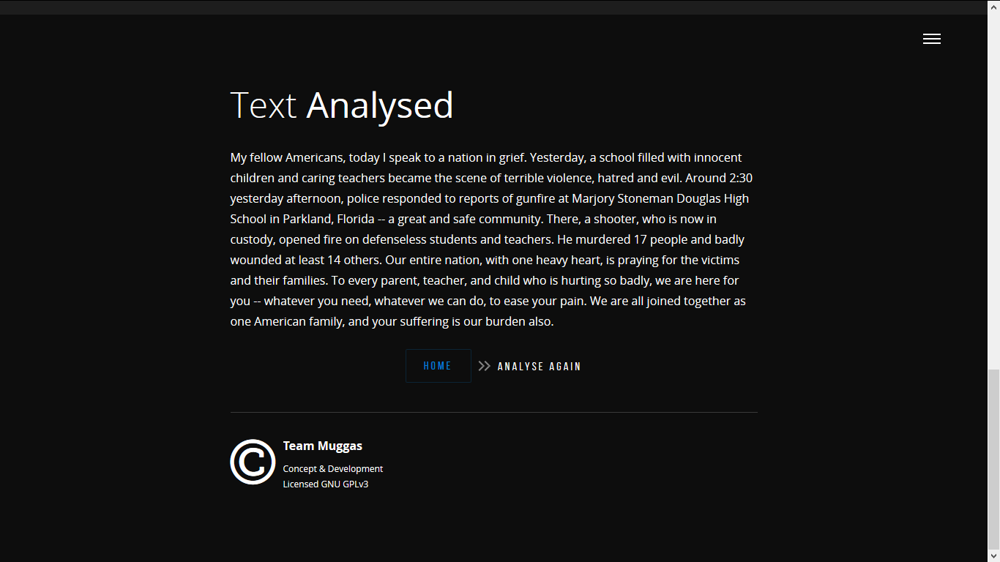 Text Analysed
My fellow Americans, today I speak to a nation in grief. Yesterday, a school filled with innocent
children and caring teachers became the scene of terrible violence, hatred and evil. Around 2:30
yesterday afternoon, police responded to reports of gunfire at Marjory Stoneman Douglas High
School in Parkland, Florida -- a great and safe community. There, a shooter, who is now in
custody, opened fire on defenseless students and teachers. He murdered 17 people and badly
wounded at least 14 others. Our entire nation, with one heavy heart, is praying for the victims
and their families. To every parent, teacher, and child who is hurting so badly, we are here for
you -- whatever you need, whatever we can do, to ease your pain. We are all joined together as
one American family, and your suffering is our burden also.
HOME ANALYSE AGAIN
©
Team Muggas
Concept & Development
Licensed GNU GPLv3